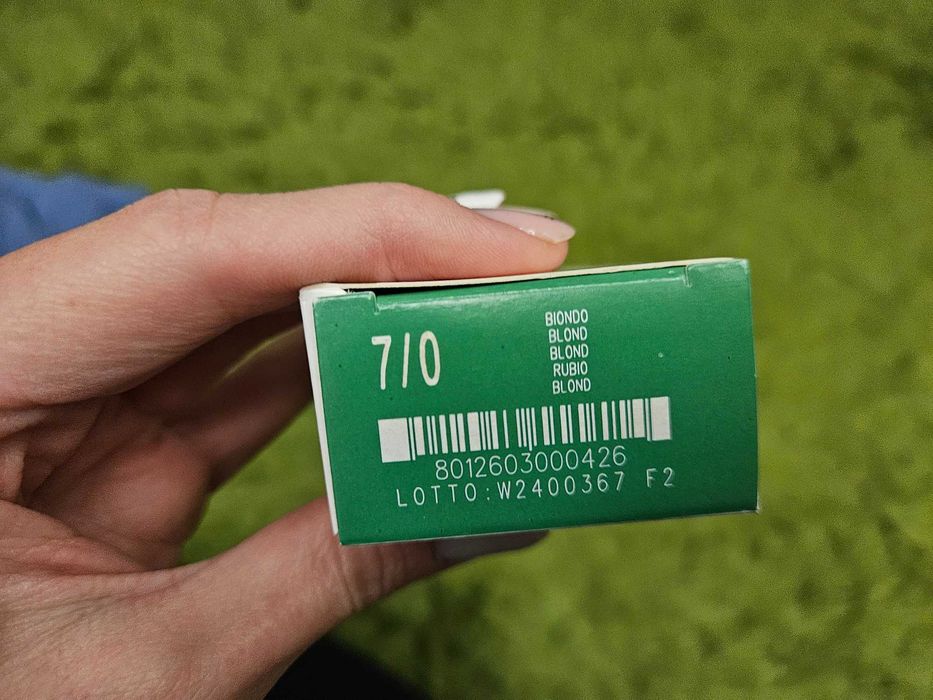 7/0
BIONDO
BLOND
BLOND
RUBIO
BLOND
8012603000426
LOTTO:W2400367 F2